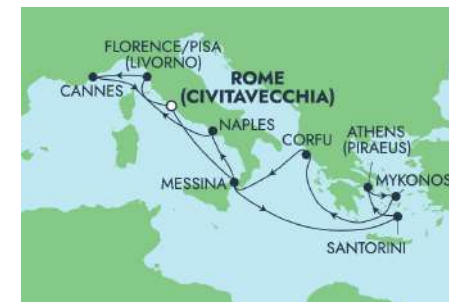 FLORENCE/PISA
(LIVORNO)
CANNES
ROME
(CIVITAVECCHIA)
NAPLES
CORFU
ATHENS
(PIRAEUS)
MYKONOS
MESSINA
SANTORINI